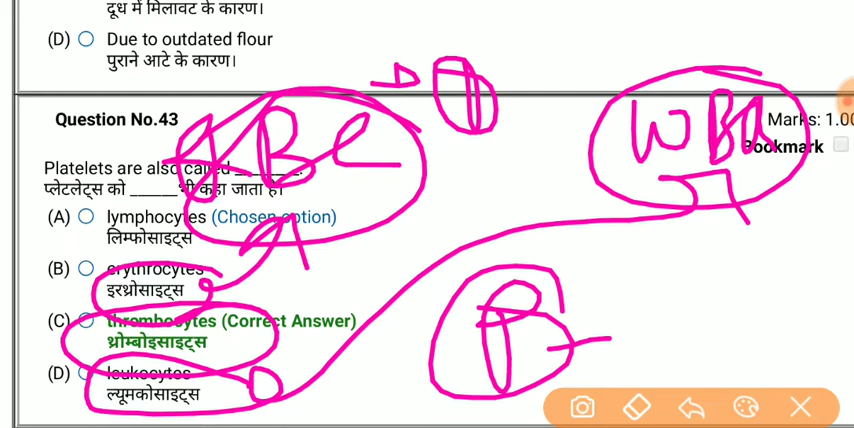 दूध में मिलावट के कारण।
(D) Due to outdated flour
पुराने आटे के कारण।
Question No.43 Marks: 1.00
Bookmark
Platelets are also called ______.
प्लेटलेट्स को ______ भी कहा जाता है।
(A) lymphocytes (Chosen option)
लिम्फोसाइट्स
(B) erythrocytes
इरथ्रोसाइट्स
(C) thrombocytes (Correct Answer)
थ्रोम्बोइसाइट्स
(D) leukocytes
ल्यूमकोसाइट्स
WBC
P